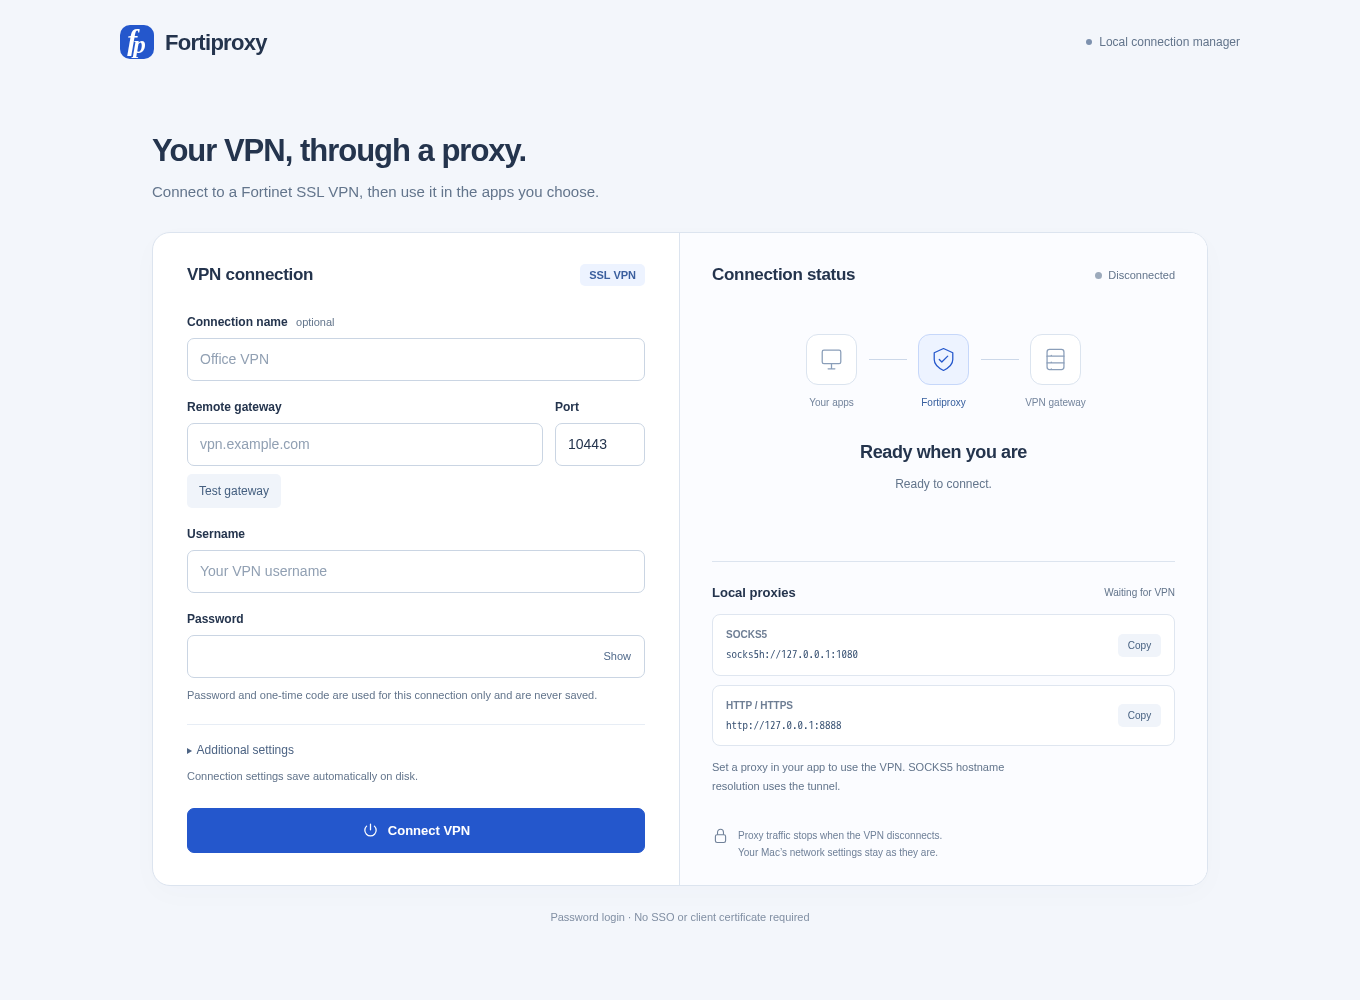 fp Fortiproxy
Local connection manager
Your VPN, through a proxy.
Connect to a Fortinet SSL VPN, then use it in the apps you choose.
VPN connection
SSL VPN
Connection name optional
Office VPN
Remote gateway
Port
vpn.example.com
10443
Test gateway
Username
Your VPN username
Password
Show
Password and one-time code are used for this connection only and are never saved.
Additional settings
Connection settings save automatically on disk.
Connect VPN
Connection status
Disconnected
Your apps
Fortiproxy
VPN gateway
Ready when you are
Ready to connect.
Local proxies
Waiting for VPN
SOCKS5
socks5h://127.0.0.1:1080
Copy
HTTP / HTTPS
http://127.0.0.1:8888
Copy
Set a proxy in your app to use the VPN. SOCKS5 hostname
resolution uses the tunnel.
Proxy traffic stops when the VPN disconnects.
Your Mac’s network settings stay as they are.
Password login · No SSO or client certificate required